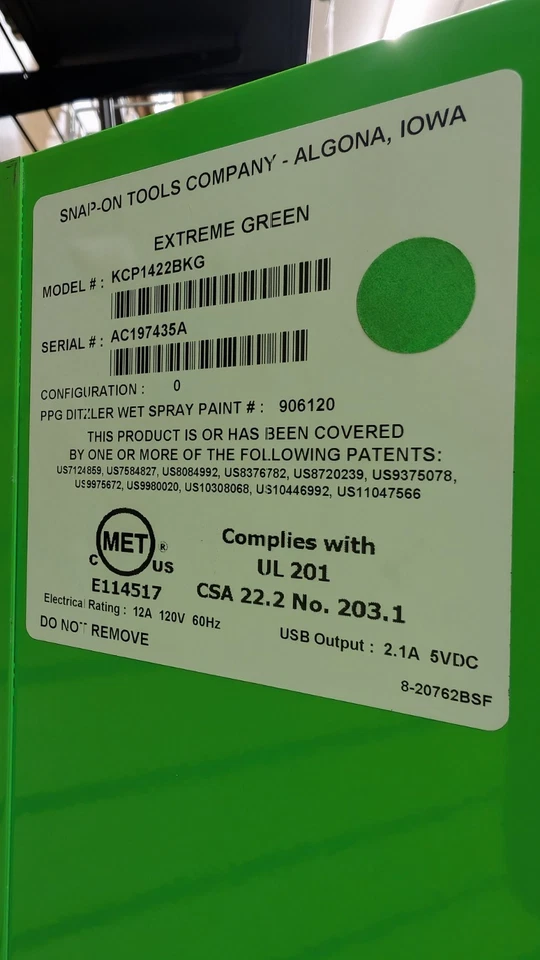 SNAP-ON TOOLS COMPANY - ALGONA, IOWA
EXTREME GREEN
MODEL # : KCP1422BKG
SERIAL # : AC197435A
CONFIGURATION : 0
PPG DITZLER WET SPRAY PAINT # : 906120
THIS PRODUCT IS OR HAS BEEN COVERED
BY ONE OR MORE OF THE FOLLOWING PATENTS:
US7124859, US7584827, US8084992, US8376782, US8720239, US9375078,
US9975672, US9980020, US10308068, US10446992, US11047566
MET ®
C US
E114517
Complies with
UL 201
CSA 22.2 No. 203.1
Electrical Rating : 12A 120V 60Hz
USB Output : 2.1A 5VDC
DO NOT REMOVE
8-20762BSF